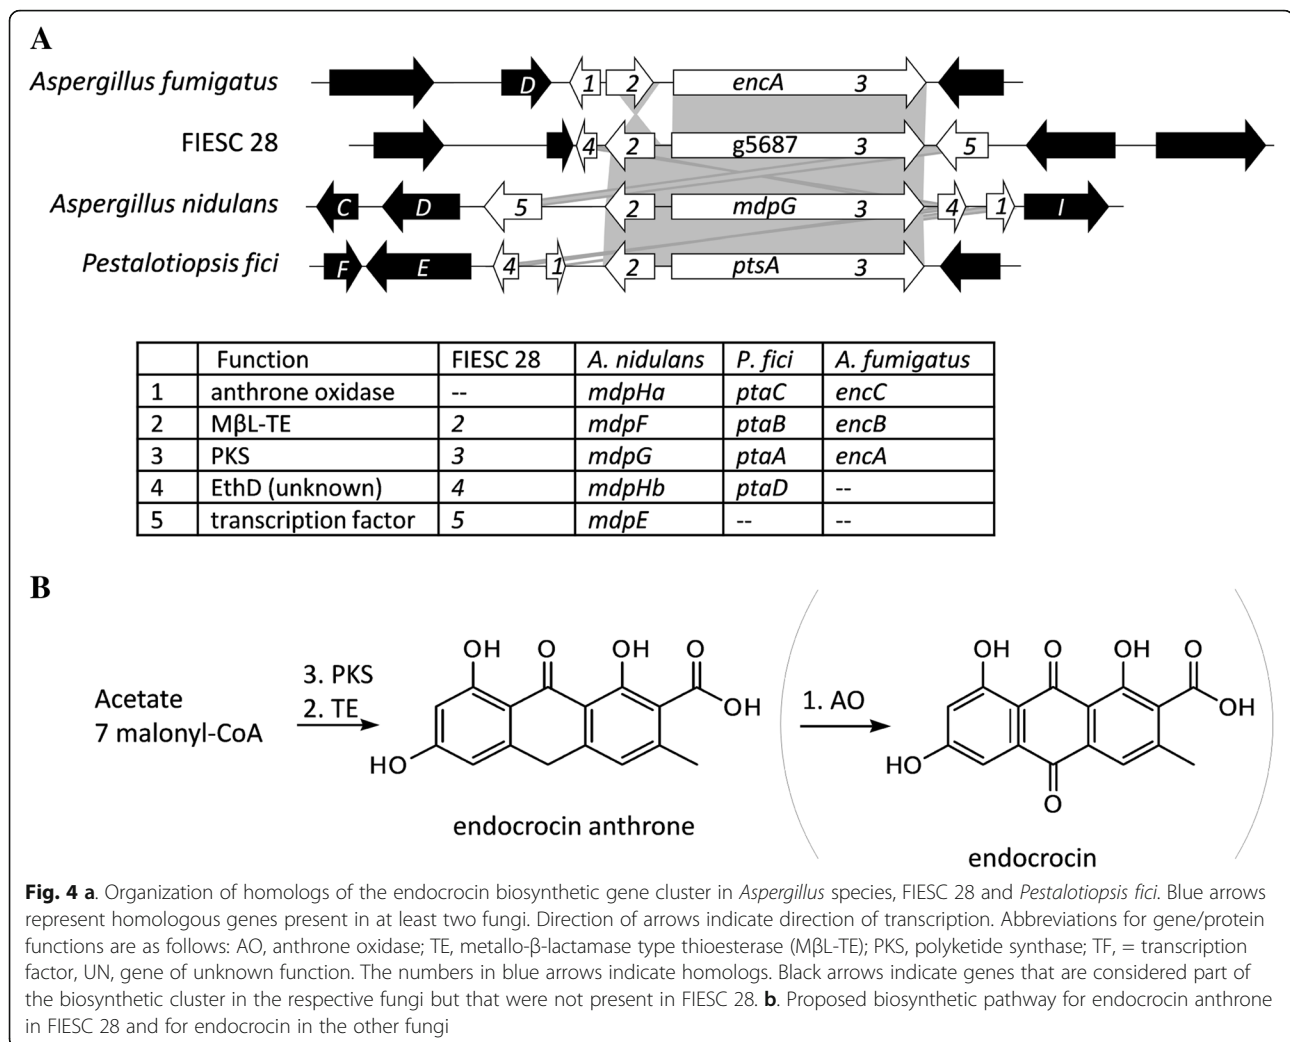 A
Aspergillus fumigatus
D 1 2 encA 3
FIESC 28
4 2 g5687 3 5
Aspergillus nidulans
C D 5 2 mdpG 3 4 1 I
Pestalotiopsis fici
F E 4 1 2 ptsA 3
Function FIESC 28 A. nidulans P. fici A. fumigatus
1 anthrone oxidase -- mdpHa ptaC encC
2 MβL-TE 2 mdpF ptaB encB
3 PKS 3 mdpG ptaA encA
4 EthD (unknown) 4 mdpHb ptaD --
5 transcription factor 5 mdpE -- --
B
Acetate
7 malonyl-CoA
3. PKS
2. TE
OH O OH O
OH
HO
endocrocin anthrone
1. AO
OH O OH O
OH
HO
O
endocrocin
Fig. 4 a. Organization of homologs of the endocrocin biosynthetic gene cluster in Aspergillus species, FIESC 28 and Pestalotiopsis fici. Blue arrows
represent homologous genes present in at least two fungi. Direction of arrows indicate direction of transcription. Abbreviations for gene/protein
functions are as follows: AO, anthrone oxidase; TE, metallo-β-lactamase type thioesterase (MβL-TE); PKS, polyketide synthase; TF, = transcription
factor, UN, gene of unknown function. The numbers in blue arrows indicate homologs. Black arrows indicate genes that are considered part of
the biosynthetic cluster in the respective fungi but that were not present in FIESC 28. b. Proposed biosynthetic pathway for endocrocin anthrone
in FIESC 28 and for endocrocin in the other fungi